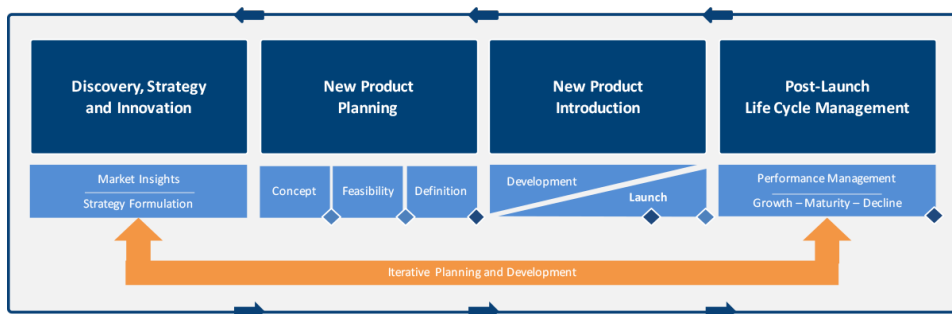 Discovery, Strategy
and Innovation
New Product
Planning
New Product
Introduction
Post-Launch
Life Cycle Management
Market Insights
Strategy Formulation
Concept
Feasibility
Definition
Development
Launch
Performance Management
Growth – Maturity – Decline
Iterative Planning and Development